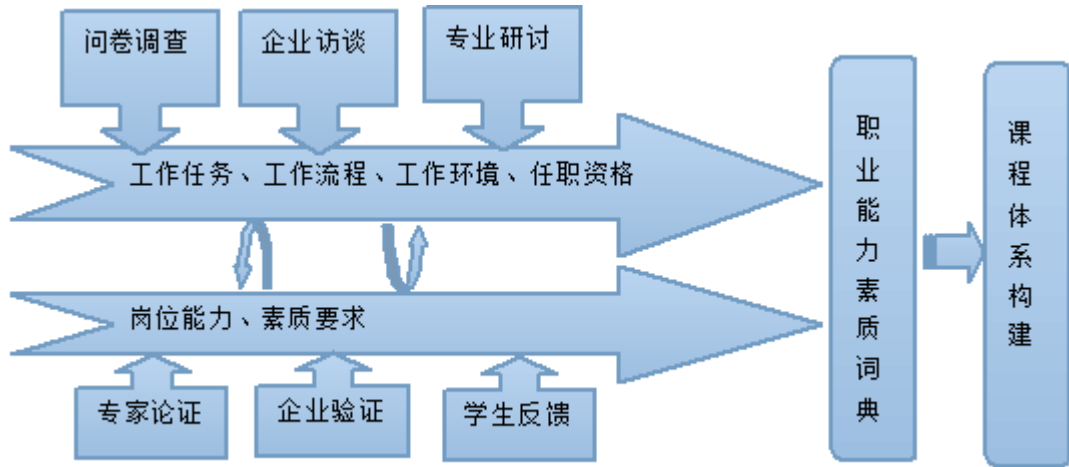 问卷调查
企业访谈
专业研讨
工作任务、工作流程、工作环境、任职资格
岗位能力、素质要求
专家论证
企业验证
学生反馈
职业能力素质词典
课程体系构建